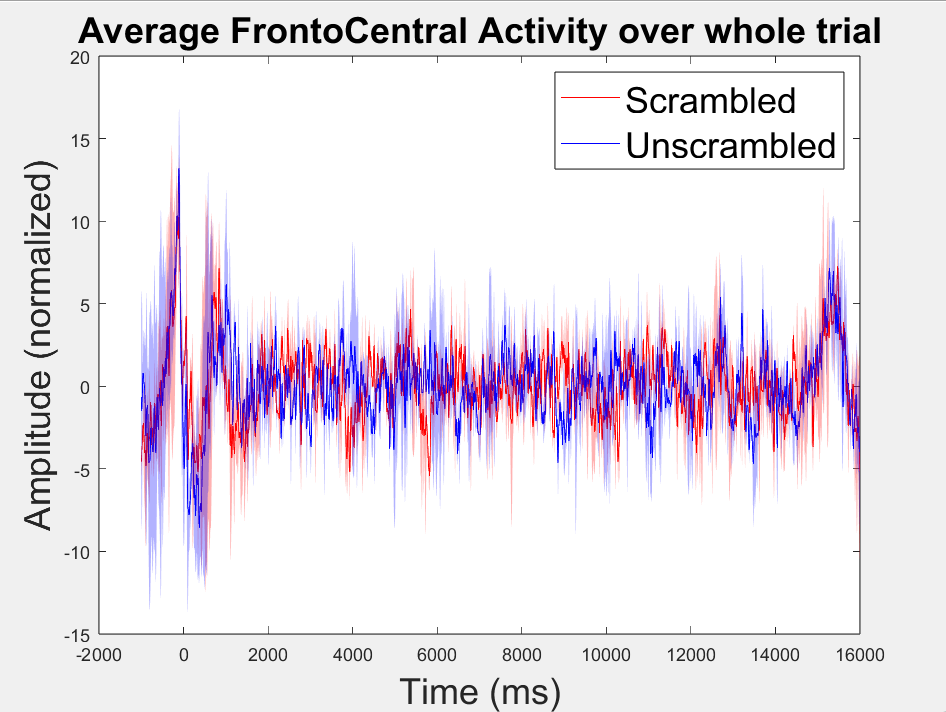 Average FrontoCentral Activity over whole trial
20
15
10
5
0
-5
-10
-15
Amplitude (normalized)
Scrambled
Unscrambled
-2000 0 2000 4000 6000 8000 10000 12000 14000 16000
Time (ms)